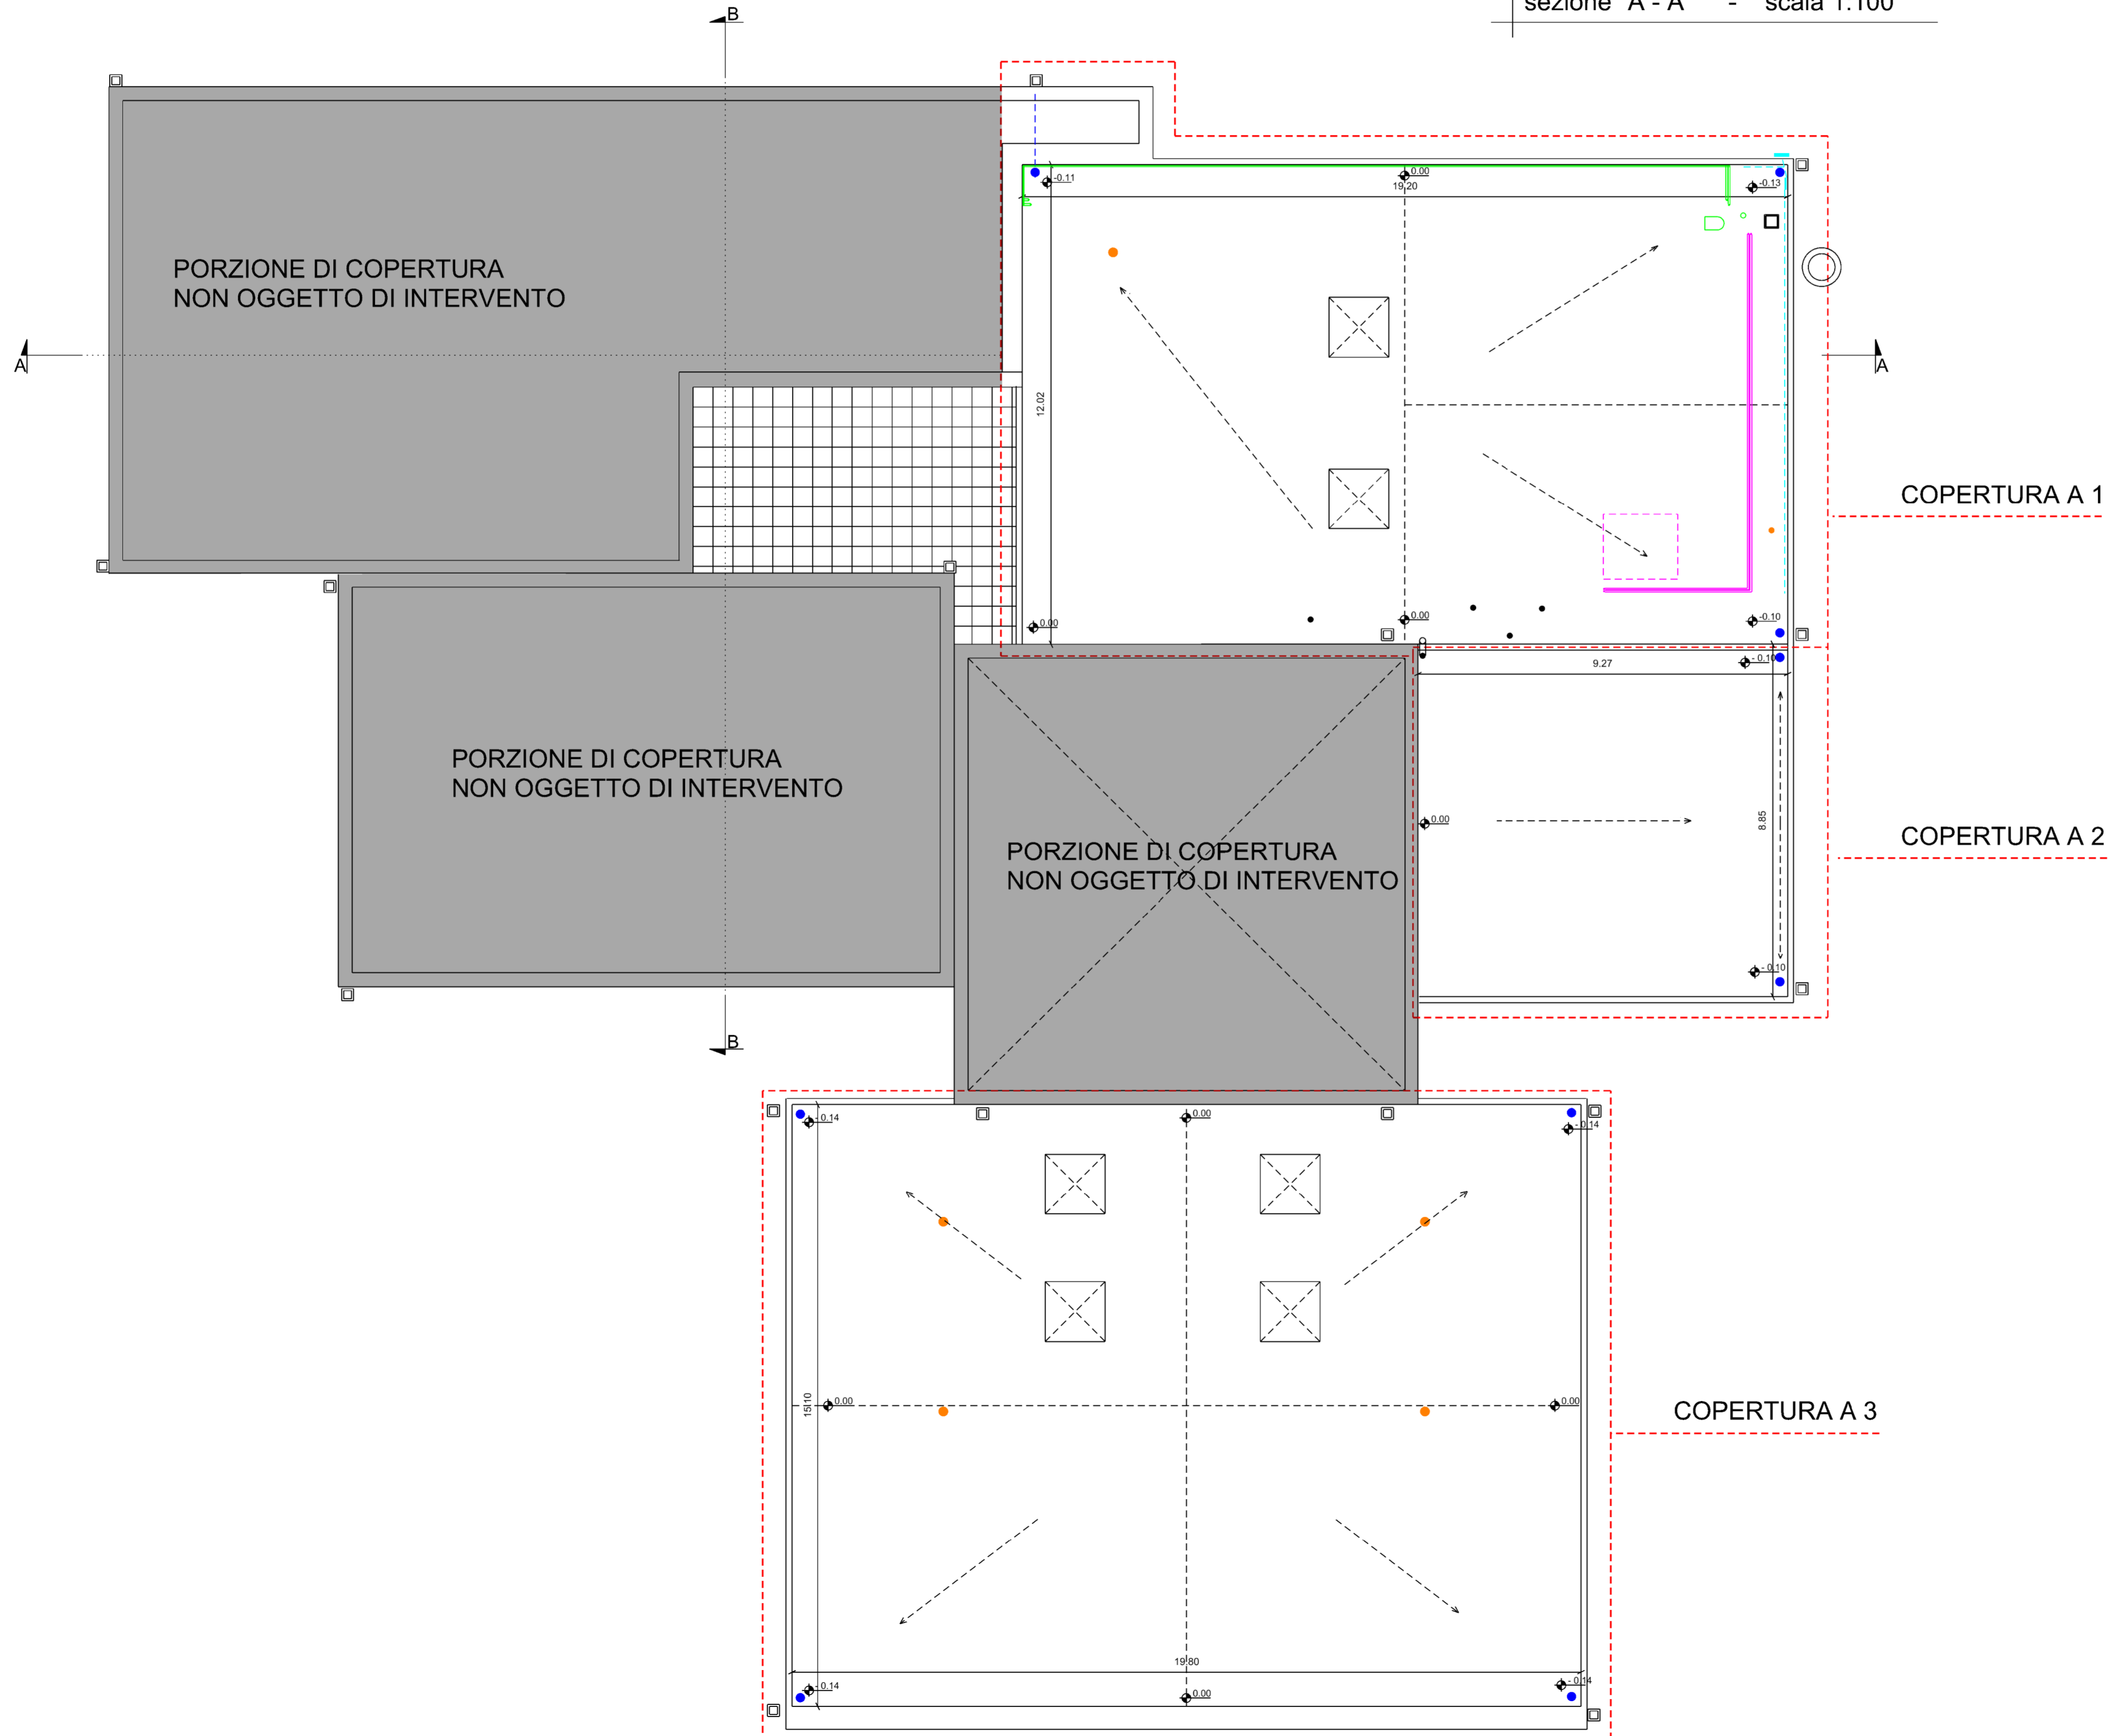 sezione A - A - scala 1:100
B
-0.11
0.00
19.20
-0.13
PORZIONE DI COPERTURA
NON OGGETTO DI INTERVENTO
A
A
12.02
COPERTURA A 1
0.00
0.00
-0.10
9.27
- 0.10
PORZIONE DI COPERTURA
NON OGGETTO DI INTERVENTO
0.00
8.85
COPERTURA A 2
PORZIONE DI COPERTURA
NON OGGETTO DI INTERVENTO
- 0.10
B
- 0.14
0.00
- 0.14
15.10
0.00
0.00
COPERTURA A 3
19.80
- 0.14
0.00
- 0.14